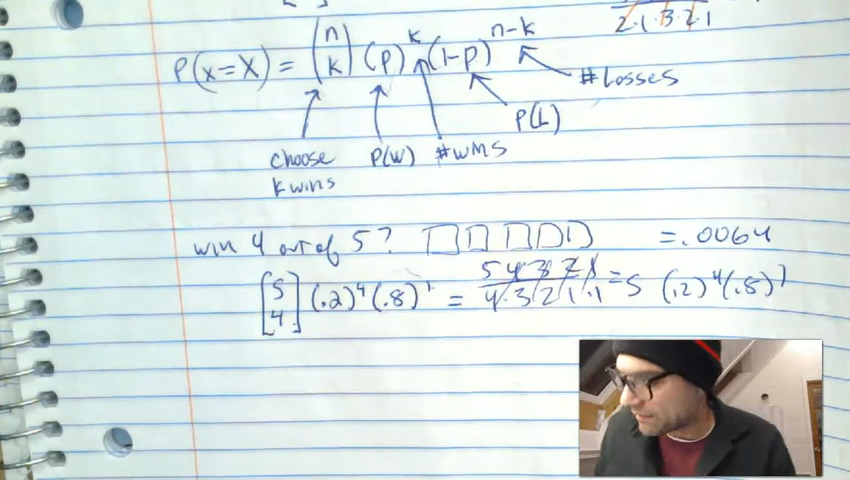 2·1·3·2·1
P(x=X) = (n k) (p)^k (1-p)^n-k
#Losses
P(L)
choose k wins
P(W)
#wins
win 4 out of 5?
=.0064
[5 4] (.2)^4 (.8)^1 = 5 4 3 2 1 / 4·3 2 1 · 1 = 5 (.2)^4 (.8)^1